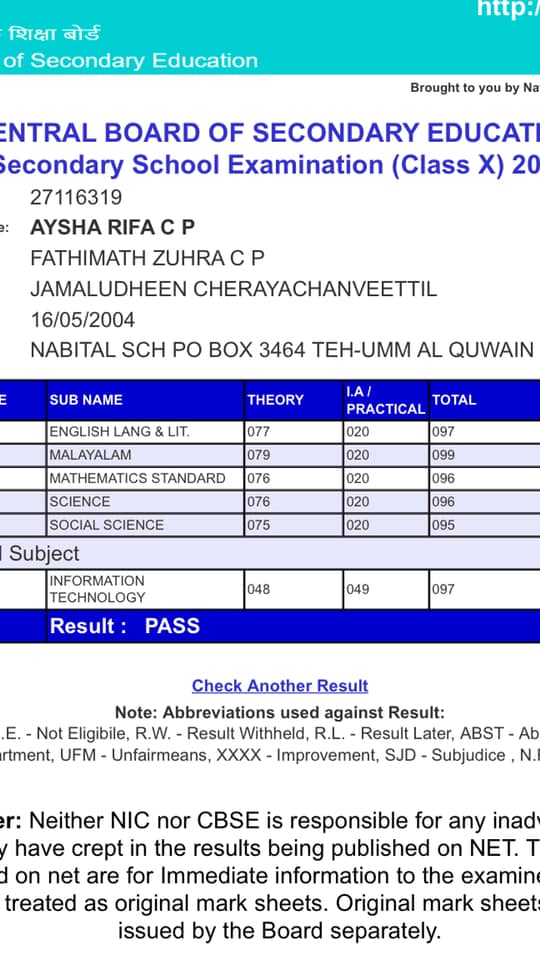 http:/
शिक्षा बोर्ड
of Secondary Education
Brought to you by Na
ENTRAL BOARD OF SECONDARY EDUCATI
Secondary School Examination (Class X) 20
27116319
e: AYSHA RIFA C P
FATHIMATH ZUHRA C P
JAMALUDHEEN CHERAYACHANVEETTIL
16/05/2004
NABITAL SCH PO BOX 3464 TEH-UMM AL QUWAIN
E SUB NAME THEORY I.A / PRACTICAL TOTAL
ENGLISH LANG & LIT. 077 020 097
MALAYALAM 079 020 099
MATHEMATICS STANDARD 076 020 096
SCIENCE 076 020 096
SOCIAL SCIENCE 075 020 095
l Subject
INFORMATION TECHNOLOGY 048 049 097
Result : PASS
Check Another Result
Note: Abbreviations used against Result:
.E. - Not Eligible, R.W. - Result Withheld, R.L. - Result Later, ABST - Ab
rtment, UFM - Unfairmeans, XXXX - Improvement, SJD - Subjudice , N.
er: Neither NIC nor CBSE is responsible for any inad
y have crept in the results being published on NET. T
d on net are for Immediate information to the examine
treated as original mark sheets. Original mark sheets
issued by the Board separately.